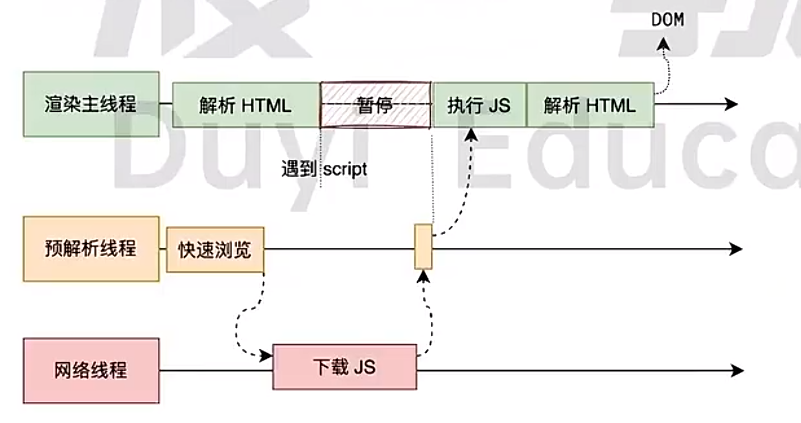 DOM
渲染主线程
解析 HTML
暂停
执行 JS
解析 HTML
遇到 script
Duyi Educa
预解析线程
快速浏览
网络线程
下载 JS